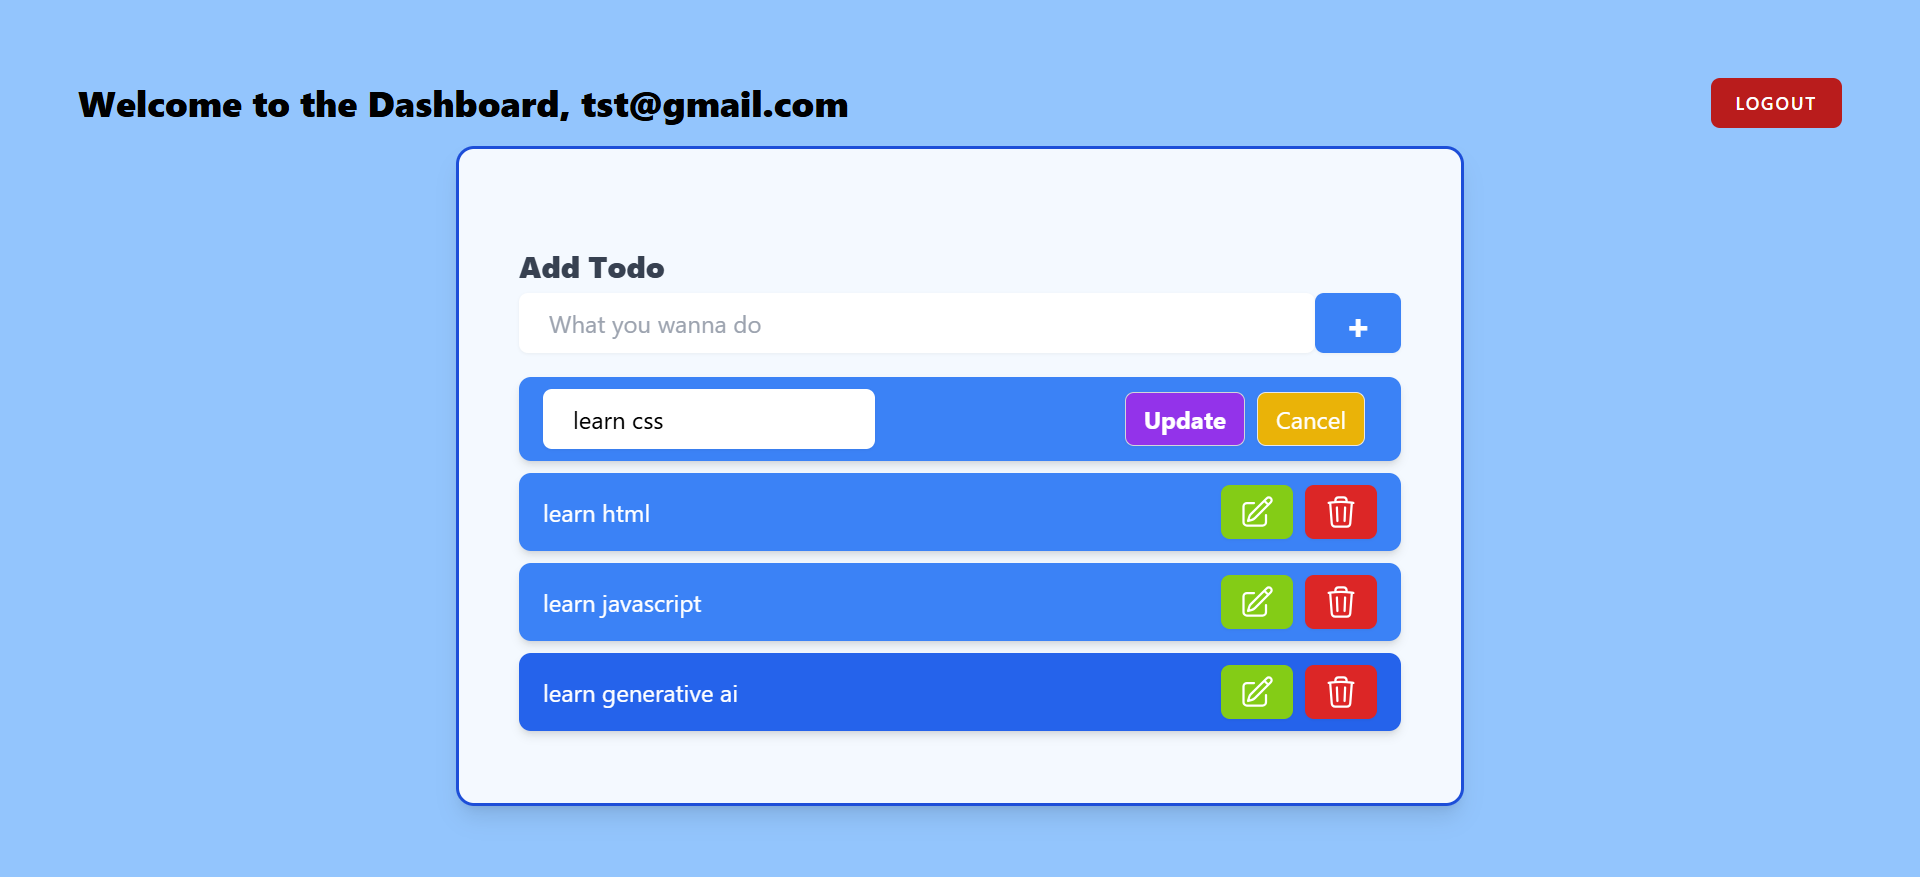 Welcome to the Dashboard, tst@gmail.com
LOGOUT
Add Todo
What you wanna do
+
learn css
Update
Cancel
learn html
learn javascript
learn generative ai